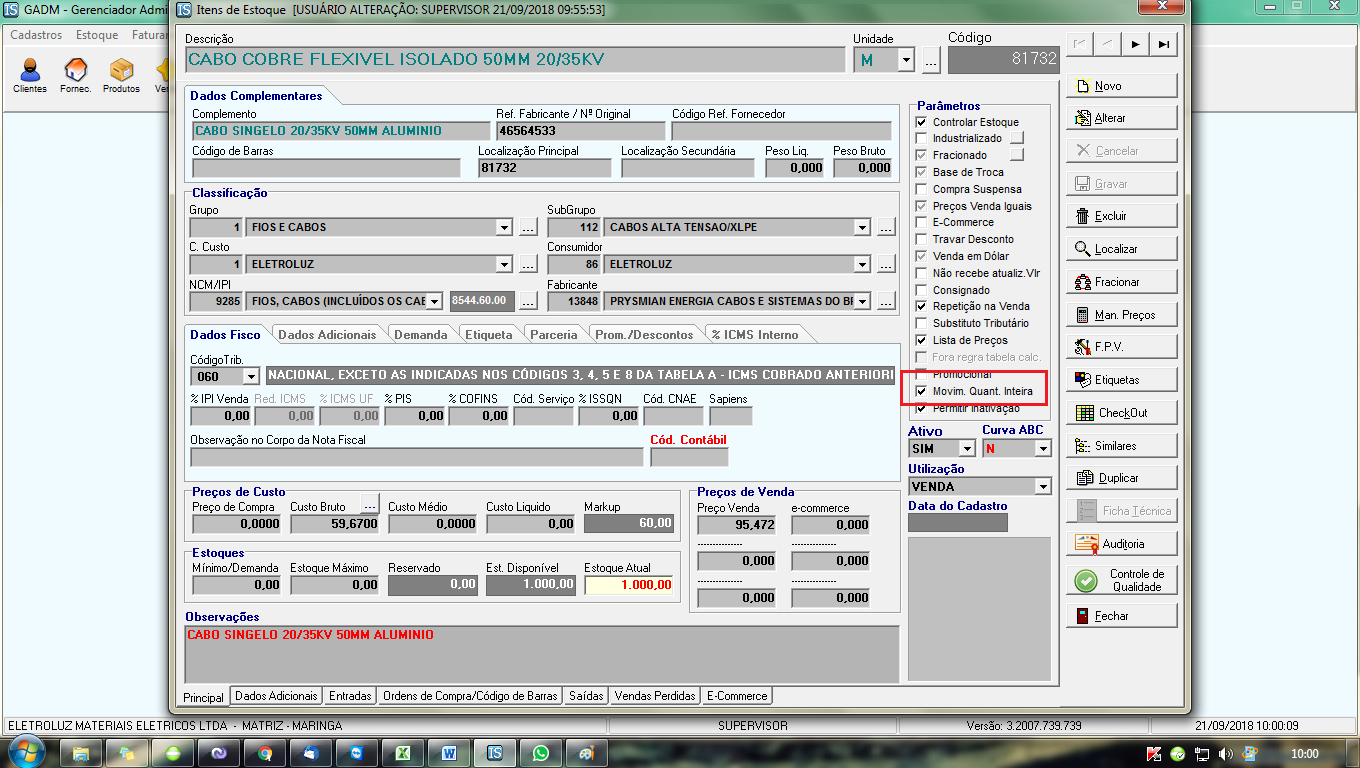 GADM - Gerenciador Admi
Itens de Estoque [USUÁRIO ALTERAÇÃO: SUPERVISOR 21/09/2018 09:55:53]
Cadastros Estoque Fatura
Clientes Fornec. Produtos
Descrição Unidade Código
CABO COBRE FLEXIVEL ISOLADO 50MM 20/35KV M ... 81732
Dados Complementares
Complemento Ref. Fabricante / Nº Original Código Ref. Fornecedor
CABO SINGELO 20/35KV 50MM ALUMINIO 46564533
Código de Barras Localização Principal Localização Secundária Peso Liq. Peso Bruto
81732 0,000 0,000
Classificação
Grupo SubGrupo
1 FIOS E CABOS ... 112 CABOS ALTA TENSAO/XLPE ...
C. Custo Consumidor
1 ELETROLUZ ... 86 ELETROLUZ ...
NCM/IPI Fabricante
9285 FIOS, CABOS (INCLUÍDOS OS CAE 8544.60.00 ... 13848 PRYSMIAN ENERGIA CABOS E SISTEMAS DO BF ...
Dados Fisco Dados Adicionais Demanda Etiqueta Parceria Prom./Descontos % ICMS Interno
CódigoTrib.
060 NACIONAL, EXCETO AS INDICADAS NOS CÓDIGOS 3, 4, 5 E 8 DA TABELA A - ICMS COBRADO ANTERIORI
% IPI Venda Red. ICMS % ICMS UF % PIS % COFINS Cód. Serviço % ISSQN Cód. CNAE Sapiens
0,00 0,00 0,00 0,00 0,00 0,00
Observação no Corpo da Nota Fiscal Cód. Contábil
Preços de Custo
Preço de Compra Custo Bruto ... Custo Médio Custo Liquido Markup
0,0000 59,6700 0,0000 0,00 60,00
Estoques
Mínimo/Demanda Estoque Máximo Reservado Est. Disponível Estoque Atual
0,00 0,00 0,00 1.000,00 1.000,00
Preços de Venda
Preço Venda e-commerce
95,472 0,000
--------------- ---------------
0,000 0,000
--------------- ---------------
0,000 0,000
Observações
CABO SINGELO 20/35KV 50MM ALUMINIO
Principal Dados Adicionais Entradas Ordens de Compra/Código de Barras Saídas Vendas Perdidas E-Commerce
Parâmetros
Controlar Estoque
Industrializado
Fracionado
Base de Troca
Compra Suspensa
Preços Venda Iguais
E-Commerce
Travar Desconto
Venda em Dólar
Não recebe atualiz.Vlr
Consignado
Repetição na Venda
Substituto Tributário
Lista de Preços
Fora regra tabela calc.
Promocional
Movim. Quant. Inteira
Permitir Inativação
Ativo Curva ABC
SIM N
Utilização
VENDA
Data do Cadastro
Novo
Alterar
Cancelar
Gravar
Excluir
Localizar
Fracionar
Man. Preços
F.P.V.
Etiquetas
CheckOut
Similares
Duplicar
Ficha Técnica
Auditoria
Controle de
Qualidade
Fechar
ELETROLUZ MATERIAIS ELETRICOS LTDA - MATRIZ - MARINGA SUPERVISOR Versão: 3.2007.739.739 21/09/2018 10:00:09
10:00